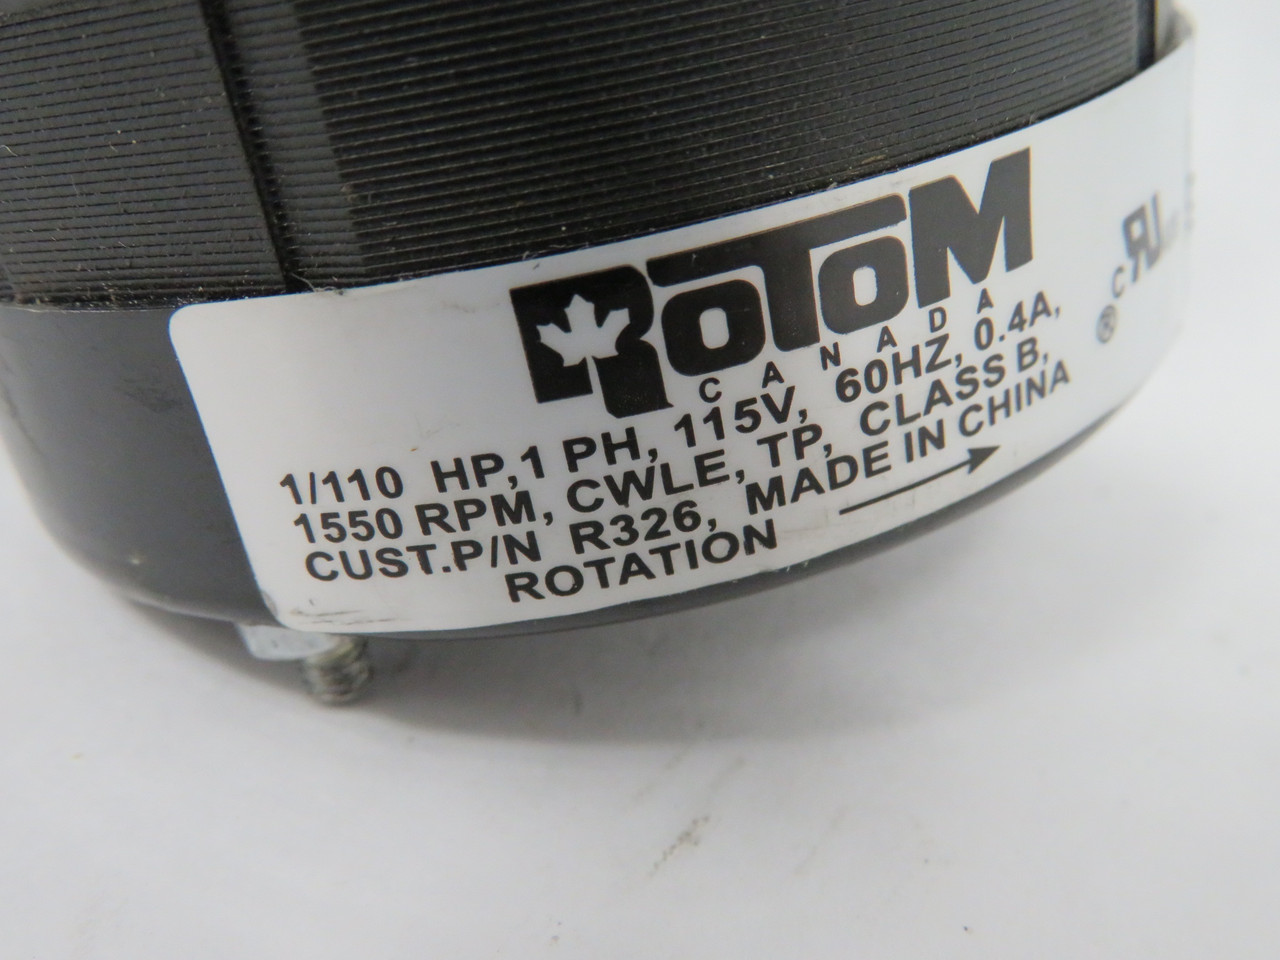 ROTOM
CANADA
1/110 HP,1 PH, 115V, 60HZ, 0.4A,
1550 RPM, CWLE, TP, CLASS B,
CUST.P/N R326, MADE IN CHINA
ROTATION
C RU ®